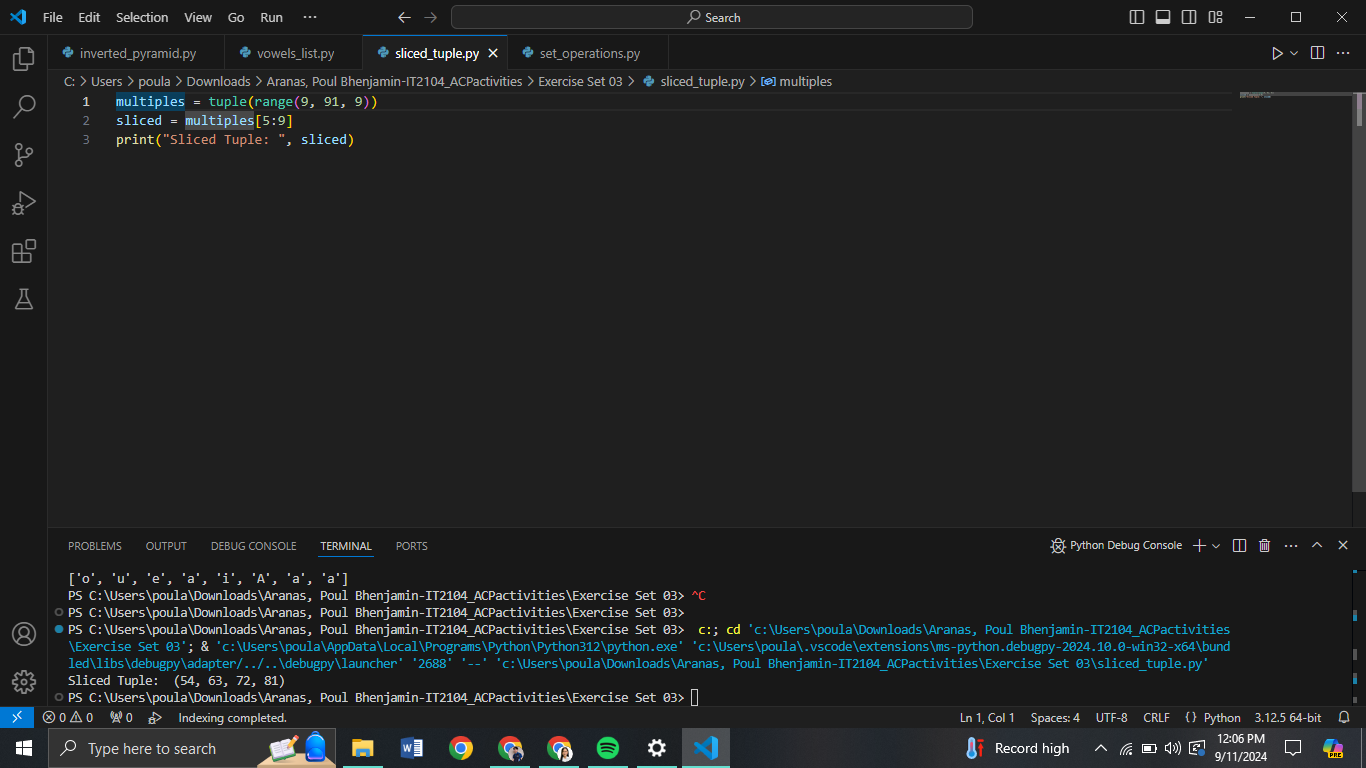 File Edit Selection View Go Run ··· Search
inverted_pyramid.py vowels_list.py sliced_tuple.py set_operations.py
C: > Users > poula > Downloads > Aranas, Poul Bhenjamin-IT2104_ACPactivities > Exercise Set 03 > sliced_tuple.py > multiples
1 multiples = tuple(range(9, 91, 9))
2 sliced = multiples[5:9]
3 print("Sliced Tuple: ", sliced)
PROBLEMS OUTPUT DEBUG CONSOLE TERMINAL PORTS Python Debug Console
['o', 'u', 'e', 'a', 'i', 'A', 'a', 'a']
PS C:\Users\poula\Downloads\Aranas, Poul Bhenjamin-IT2104_ACPactivities\Exercise Set 03> ^C
PS C:\Users\poula\Downloads\Aranas, Poul Bhenjamin-IT2104_ACPactivities\Exercise Set 03>
PS C:\Users\poula\Downloads\Aranas, Poul Bhenjamin-IT2104_ACPactivities\Exercise Set 03>  c:; cd 'c:\Users\poula\Downloads\Aranas, Poul Bhenjamin-IT2104_ACPactivities
\Exercise Set 03'; & 'c:\Users\poula\AppData\Local\Programs\Python\Python312\python.exe' 'c:\Users\poula\.vscode\extensions\ms-python.debugpy-2024.10.0-win32-x64\bund
led\libs\debugpy\adapter/../..\debugpy\launcher' '2688' '--' 'c:\Users\poula\Downloads\Aranas, Poul Bhenjamin-IT2104_ACPactivities\Exercise Set 03\sliced_tuple.py'
Sliced Tuple:  (54, 63, 72, 81)
PS C:\Users\poula\Downloads\Aranas, Poul Bhenjamin-IT2104_ACPactivities\Exercise Set 03>
0 0 0 Indexing completed. Ln 1, Col 1 Spaces: 4 UTF-8 CRLF {} Python 3.12.5 64-bit
Type here to search Record high 12:06 PM
9/11/2024
PRE